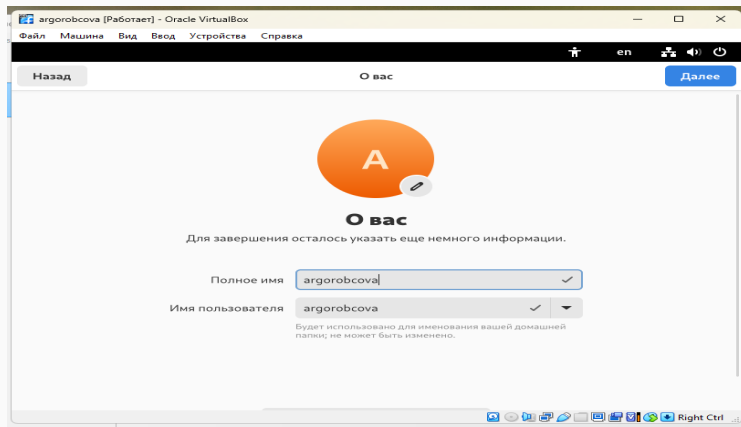 argorobcova [Работает] - Oracle VirtualBox
Файл Машина Вид Ввод Устройства Справка
en
Назад О вас Далее
А
О вас
Для завершения осталось указать еще немного информации.
Полное имя argorobcova
Имя пользователя argorobcova
Будет использовано для именования вашей домашней
папки; не может быть изменено.
Right Ctrl